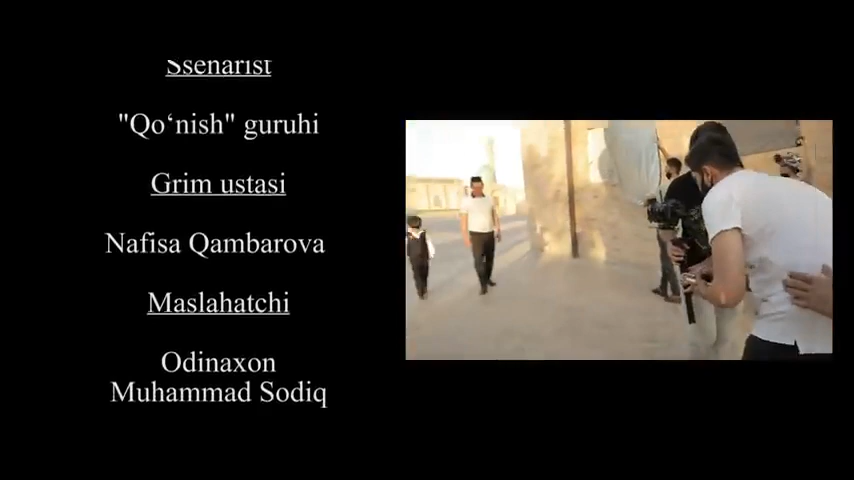 Ssenarist
"Qo‘nish" guruhi
Grim ustasi
Nafisa Qambarova
Maslahatchi
Odinaxon
Muhammad Sodiq